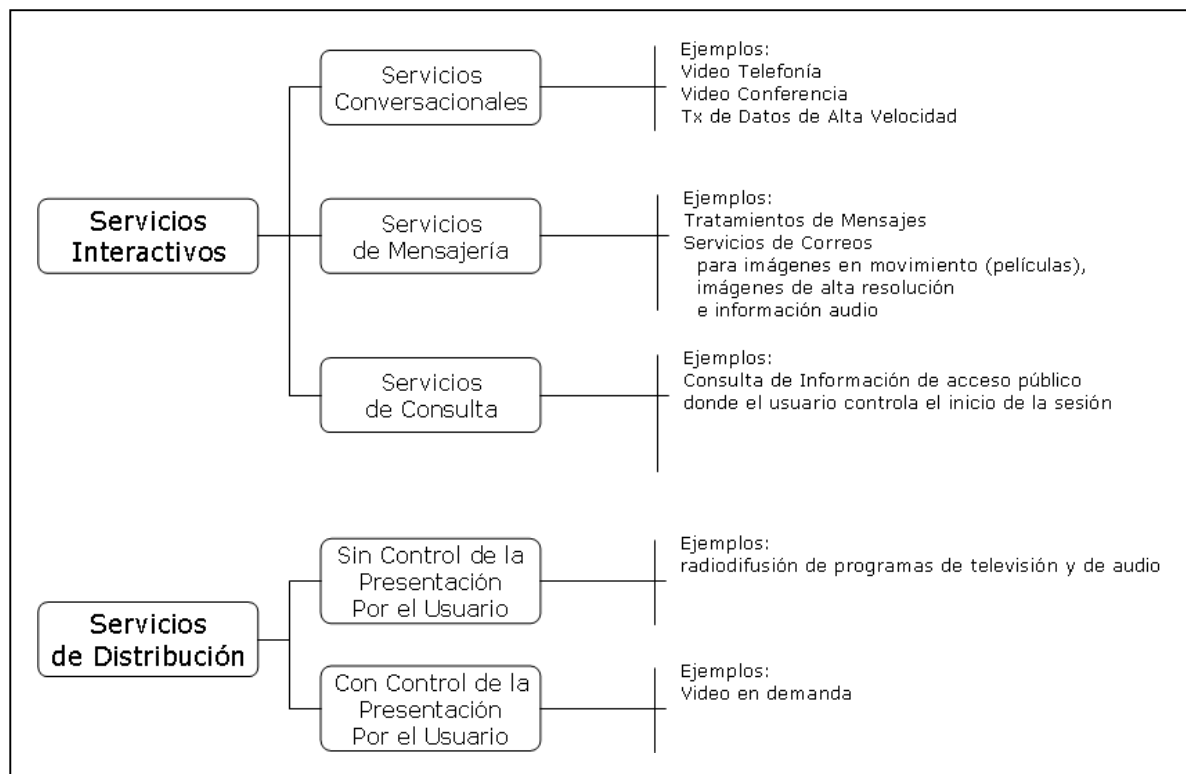 Servicios
Interactivos
Servicios
Conversacionales
Ejemplos:
Video Telefonía
Video Conferencia
Tx de Datos de Alta Velocidad
Servicios
de Mensajería
Ejemplos:
Tratamientos de Mensajes
Servicios de Correos
para imágenes en movimiento (películas),
imágenes de alta resolución
e información audio
Servicios
de Consulta
Ejemplos:
Consulta de Información de acceso público
donde el usuario controla el inicio de la sesión
Servicios
de Distribución
Sin Control de la
Presentación
Por el Usuario
Ejemplos:
radiodifusión de programas de televisión y de audio
Con Control de la
Presentación
Por el Usuario
Ejemplos:
Video en demanda